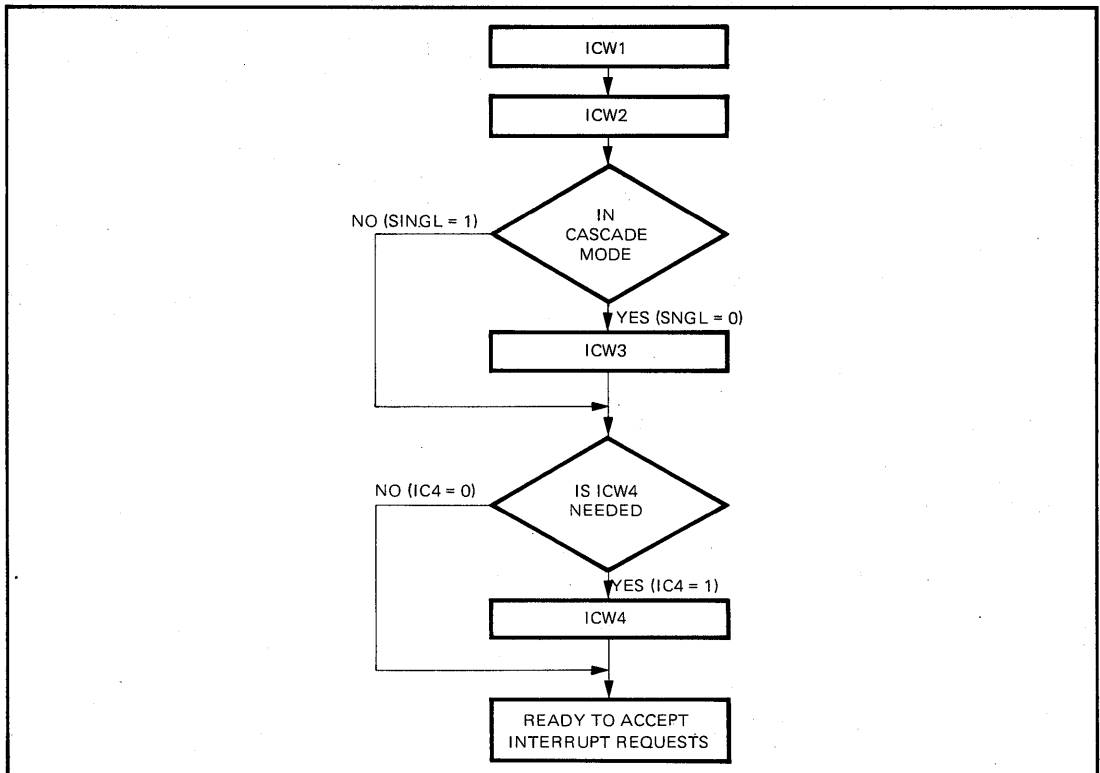 ICW1
ICW2
IN
CASCADE
MODE
NO (SINGL = 1)
YES (SNGL = 0)
ICW3
IS ICW4
NEEDED
NO (IC4 = 0)
YES (IC4 = 1)
ICW4
READY TO ACCEPT
INTERRUPT REQUESTS